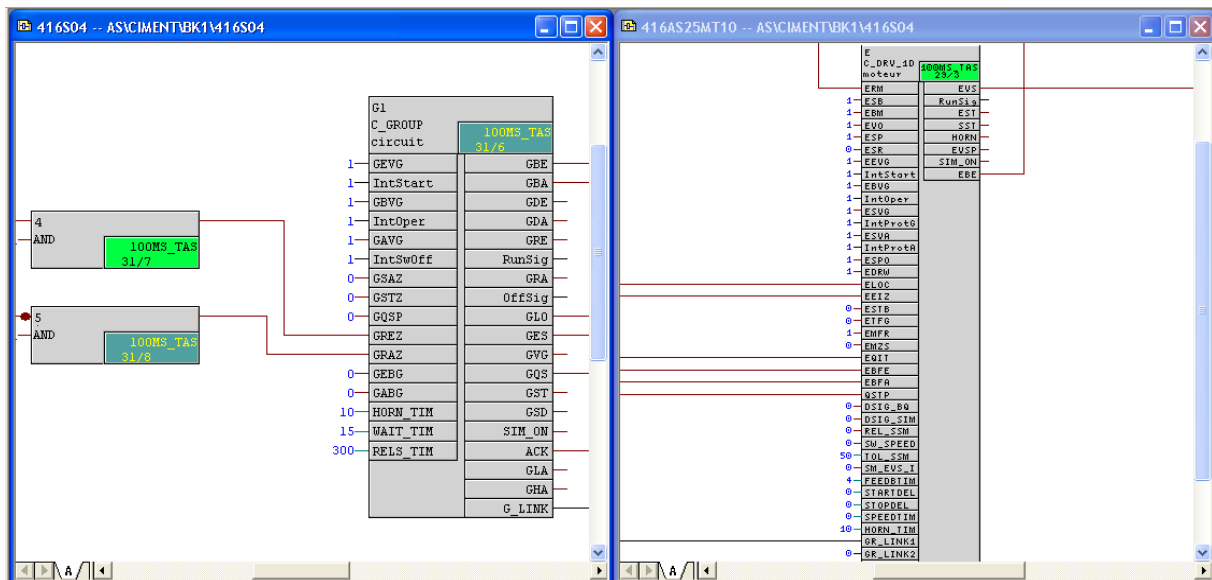 416S04 -- AS\CIMENT\BK1\416S04
4
AND
100MS_TAS
31/7
5
AND
100MS_TAS
31/8
G1
C_GROUP
circuit
100MS_TAS
31/6
1 GEVG GBE
1 IntStart GBA
1 GBVG GDE
1 IntOper GDA
1 GAVG GRE
1 IntSwOff RunSig
0 GSAZ GRA
0 GSTZ OffSig
0 GQSP GLO
GREZ GES
GRAZ GVG
0 GEBG GQS
0 GABG GST
10 HORN_TIM GSD
15 WAIT_TIM SIM_ON
300 RELS_TIM ACK
GLA
GHA
G_LINK
A
416AS25MT10 -- AS\CIMENT\BK1\416S04
E
C_DRV_1D
moteur
100MS_TAS
29/3
ERM EVS
1 ESB RunSig
1 EBM EST
1 EVO SST
1 ESP HORN
0 ESR EVSP
1 EEVG SIM_ON
1 IntStart EBE
1 EBVG
1 IntOper
1 ESVG
1 IntProtG
1 ESVA
1 IntProtA
1 ESPO
1 EDRW
ELOC
EEIZ
0 ESTB
0 ETFG
1 EMFR
0 EMZS
EQIT
EBFE
EBFA
QSTP
0 DSIG_BQ
0 DSIG_SIM
0 REL_SSM
0 SW_SPEED
50 TOL_SSM
0 SM_EVS_I
4 FEEDBTIM
0 STARTDEL
0 STOPDEL
0 SPEEDTIM
10 HORN_TIM
GR_LINK1
0 GR_LINK2
A